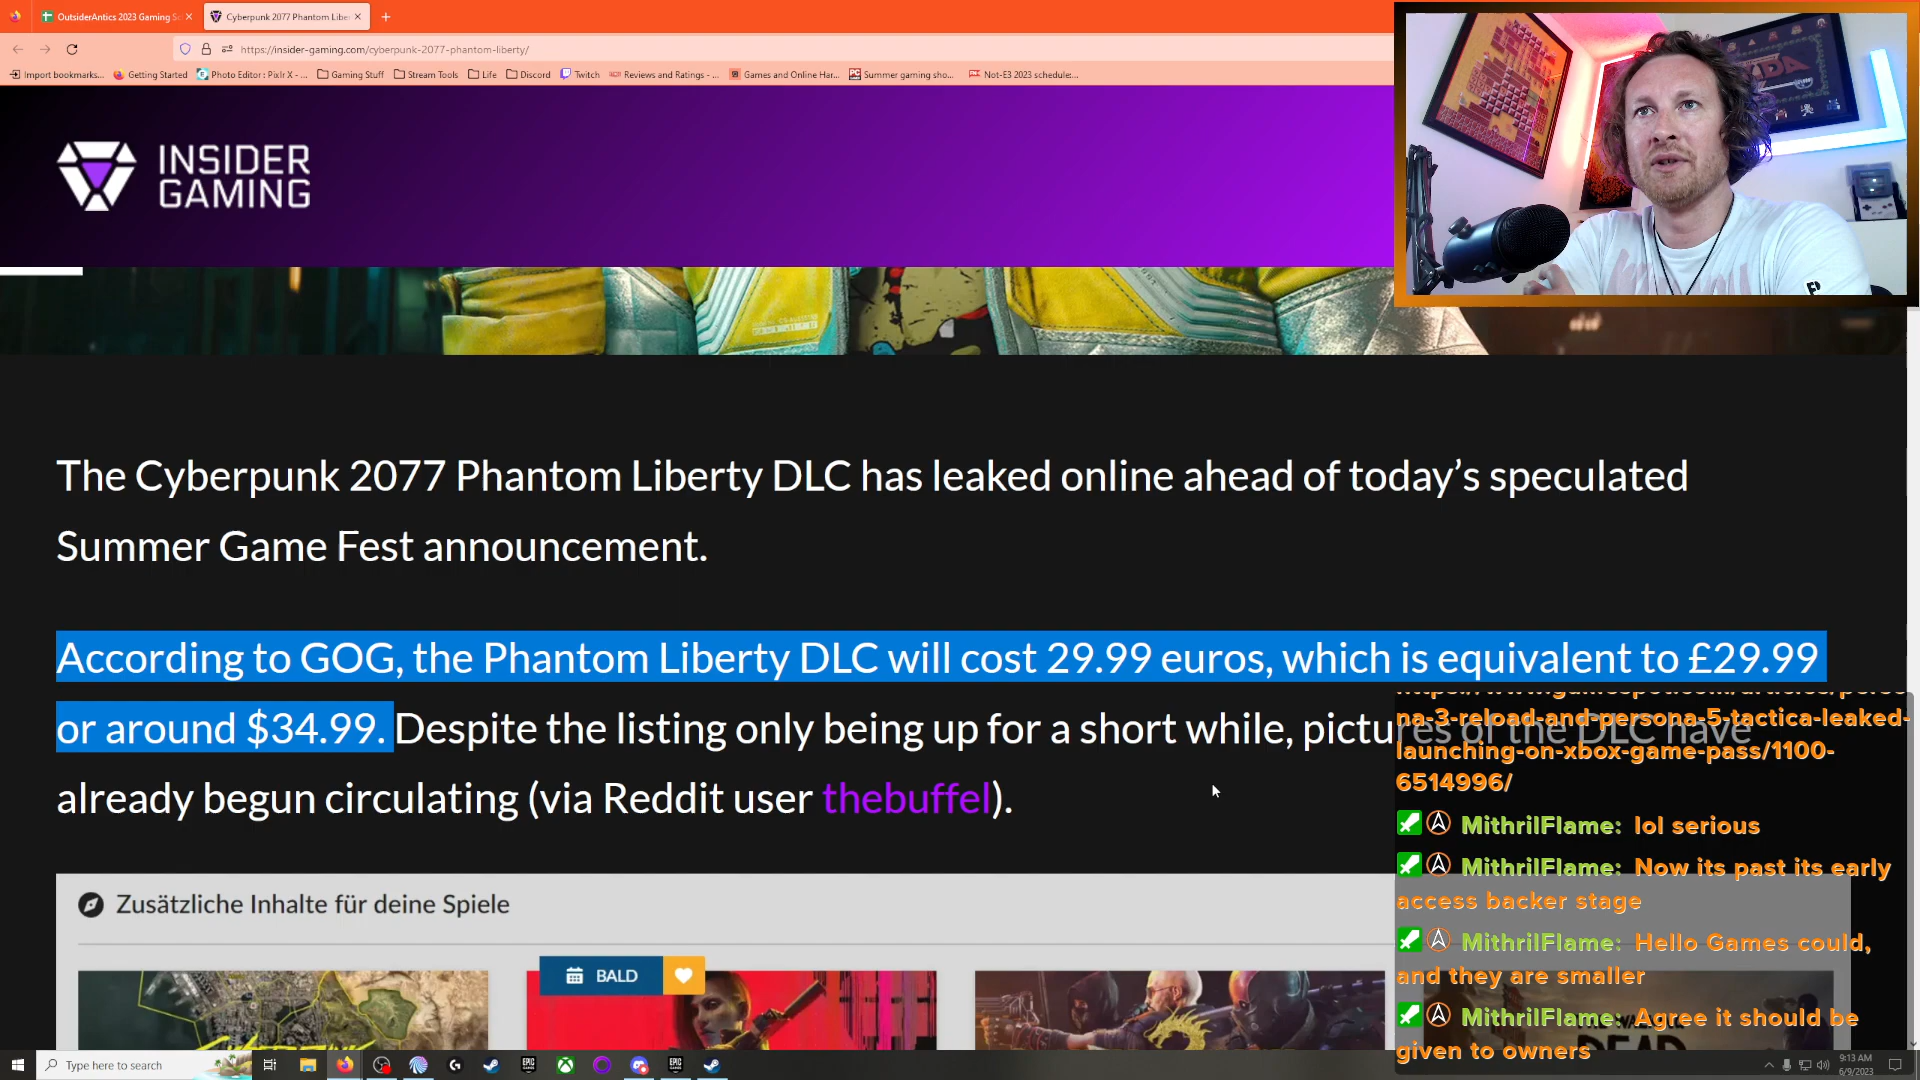 OutsiderAntics 2023 Gaming Sc
Cyberpunk 2077 Phantom Libe
https://insider-gaming.com/cyberpunk-2077-phantom-liberty/
Import bookmarks...
Getting Started
Photo Editor : Pixlr X - ...
Gaming Stuff
Stream Tools
Life
Discord
Twitch
Reviews and Ratings - ...
Games and Online Har...
Summer gaming sho...
Not-E3 2023 schedule:...
INSIDER
GAMING
The Cyberpunk 2077 Phantom Liberty DLC has leaked online ahead of today's speculated
Summer Game Fest announcement.
According to GOG, the Phantom Liberty DLC will cost 29.99 euros, which is equivalent to £29.99
or around $34.99. Despite the listing only being up for a short while, pictures of the DLC have
already begun circulating (via Reddit user thebuffel).
Zusätzliche Inhalte für deine Spiele
BALD
na-3-reload-and-persona-5-tactica-leaked-
launching-on-xbox-game-pass/1100-
6514996/
MithrilFlame: lol serious
MithrilFlame: Now its past its early
access backer stage
MithrilFlame: Hello Games could,
and they are smaller
MithrilFlame: Agree it should be
given to owners
Type here to search
9:13 AM
6/9/2023